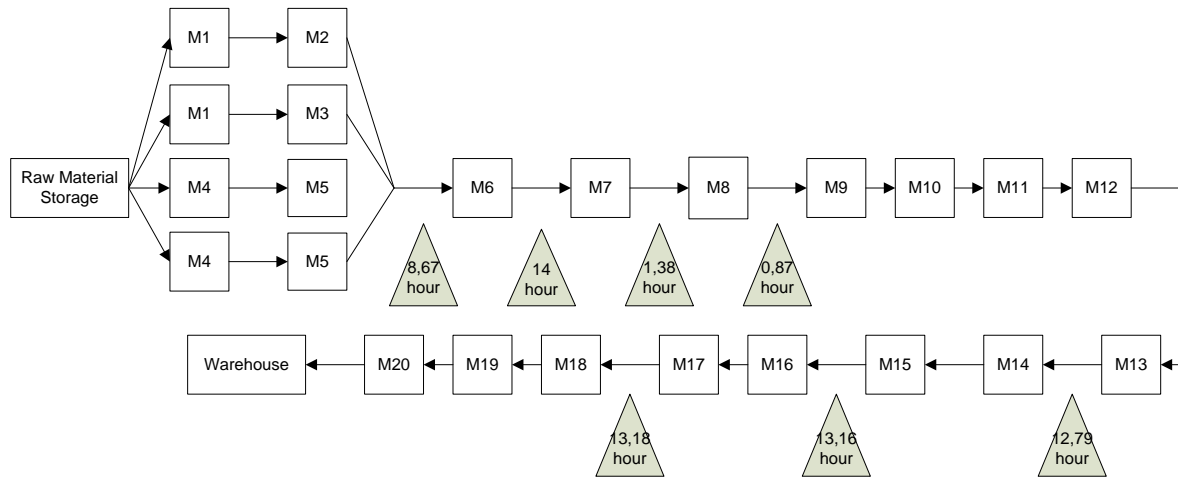 M1
M2
M1
M3
Raw Material
Storage
M4
M5
M4
M5
M6
M7
M8
M9
M10
M11
M12
8,67
hour
14
hour
1,38
hour
0,87
hour
Warehouse
M20
M19
M18
M17
M16
M15
M14
M13
13,18
hour
13,16
hour
12,79
hour